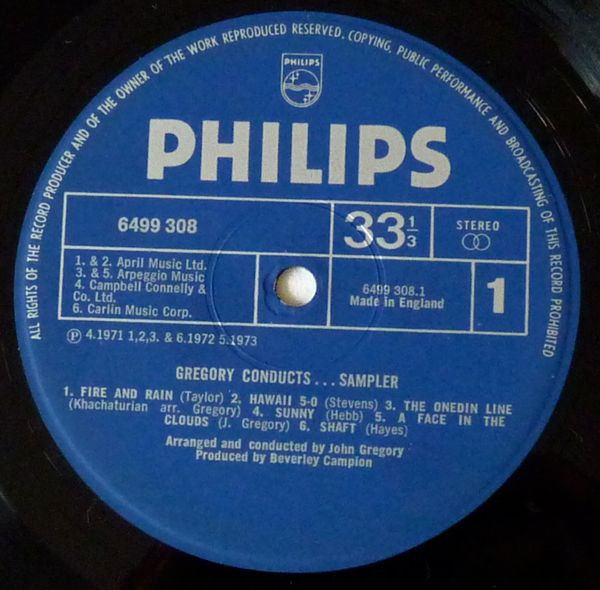 ALL RIGHTS OF THE RECORD PRODUCER AND OF THE OWNER OF THE WORK REPRODUCED RESERVED. COPYING, PUBLIC PERFORMANCE AND BROADCASTING OF THIS RECORD PROHIBITED
PHILIPS
PHILIPS
6499 308
33 1/3
STEREO
1. & 2. April Music Ltd.
3. & 5. Arpeggio Music
4. Campbell Connelly &
Co. Ltd.
6. Carlin Music Corp.
6499 308.1
Made in England
1
Ⓟ 4.1971 1,2,3. & 6.1972 5.1973
GREGORY CONDUCTS... SAMPLER
1. FIRE AND RAIN (Taylor) 2. HAWAII 5-0 (Stevens) 3. THE ONEDIN LINE
(Khachaturian arr. Gregory) 4. SUNNY (Hebb) 5. A FACE IN THE
CLOUDS (J. Gregory) 6. SHAFT (Hayes)
Arranged and conducted by John Gregory
Produced by Beverley Campion